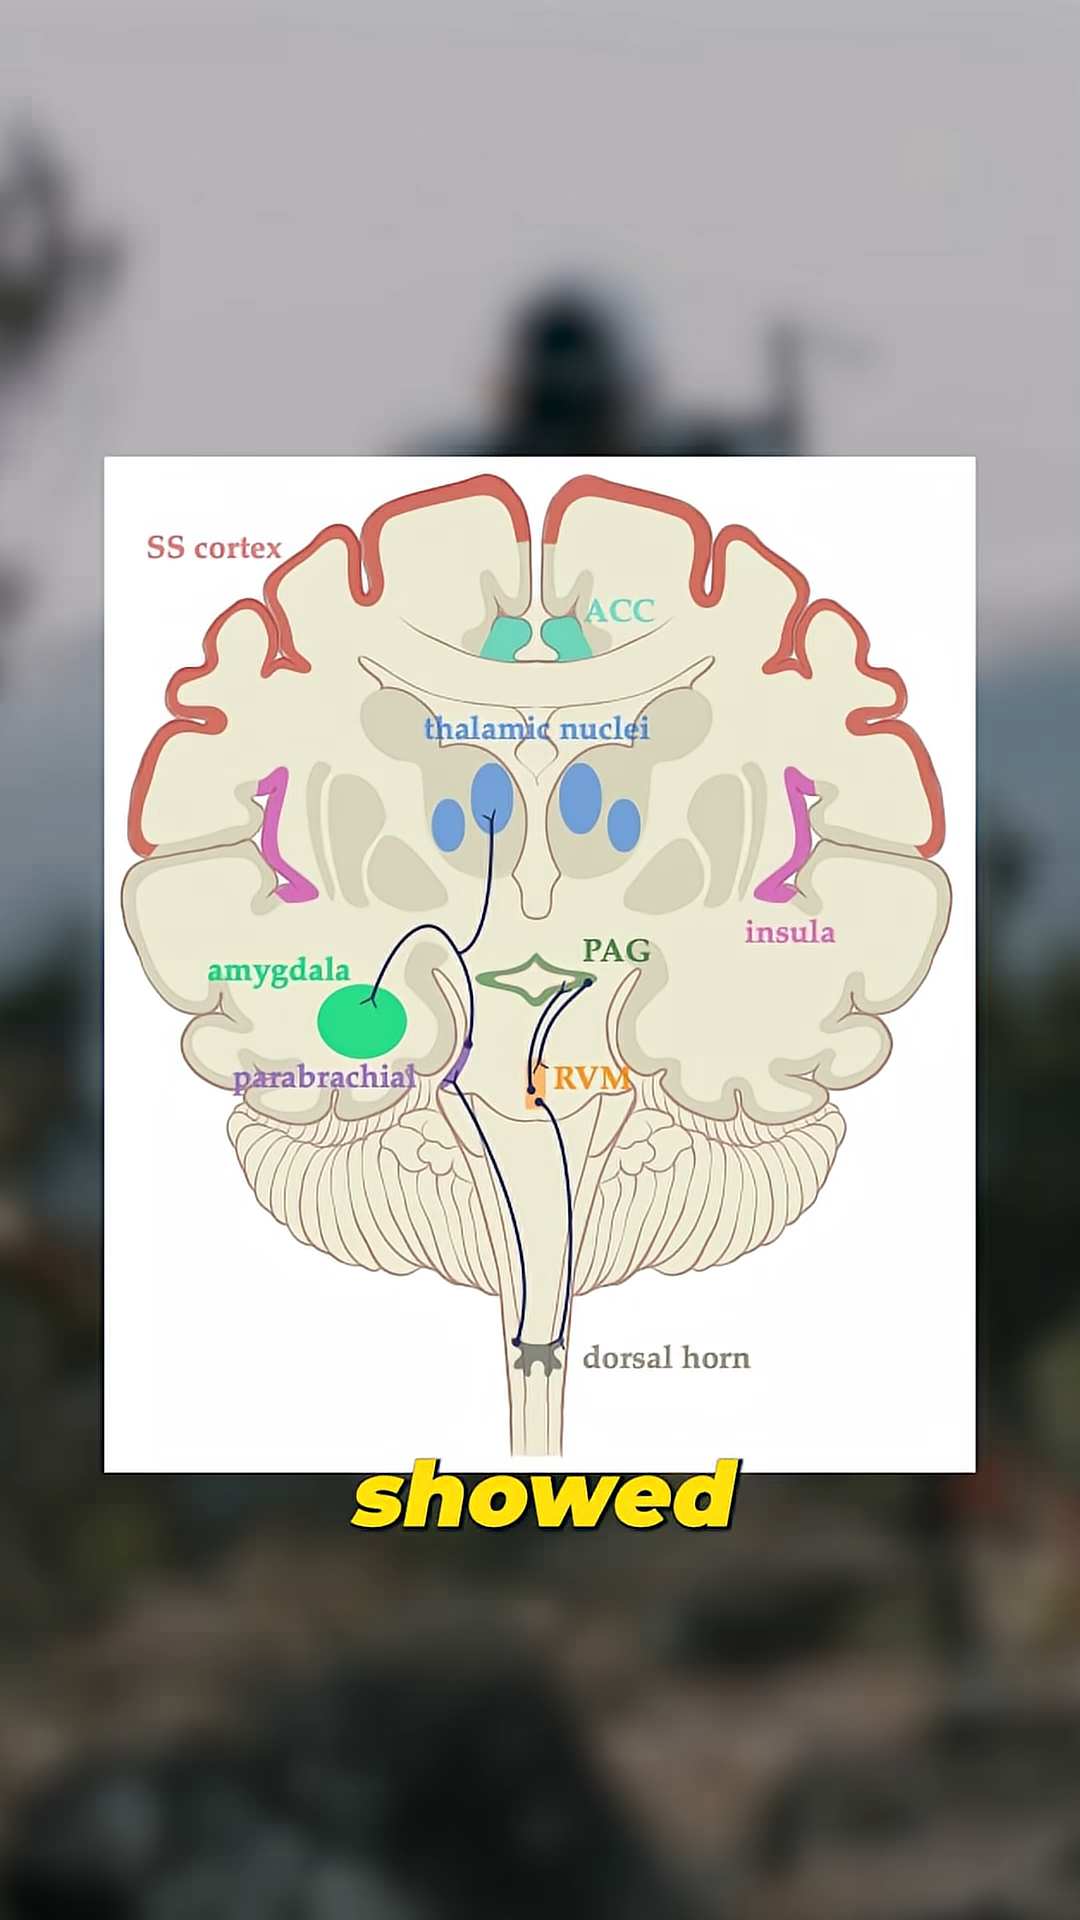 SS cortex
ACC
thalamic nuclei
insula
PAG
amygdala
parabrachial
RVM
dorsal horn
showed